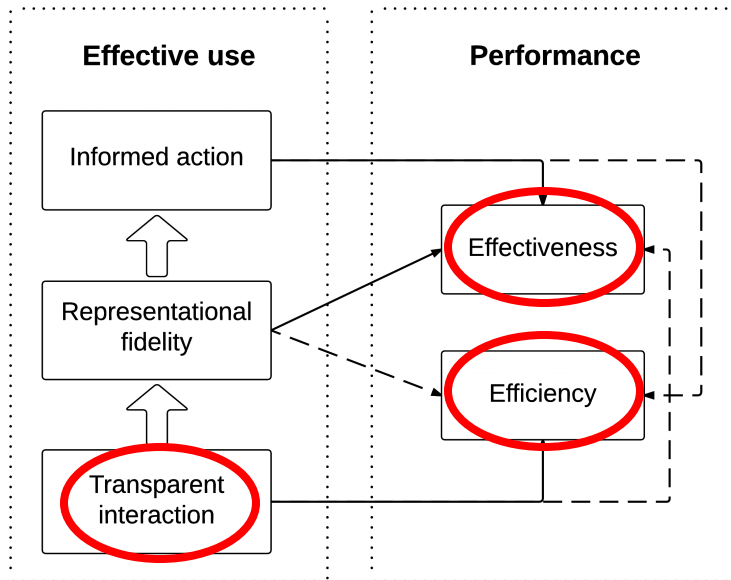 Effective use
Performance
Informed action
Effectiveness
Representational
fidelity
Efficiency
Transparent
interaction